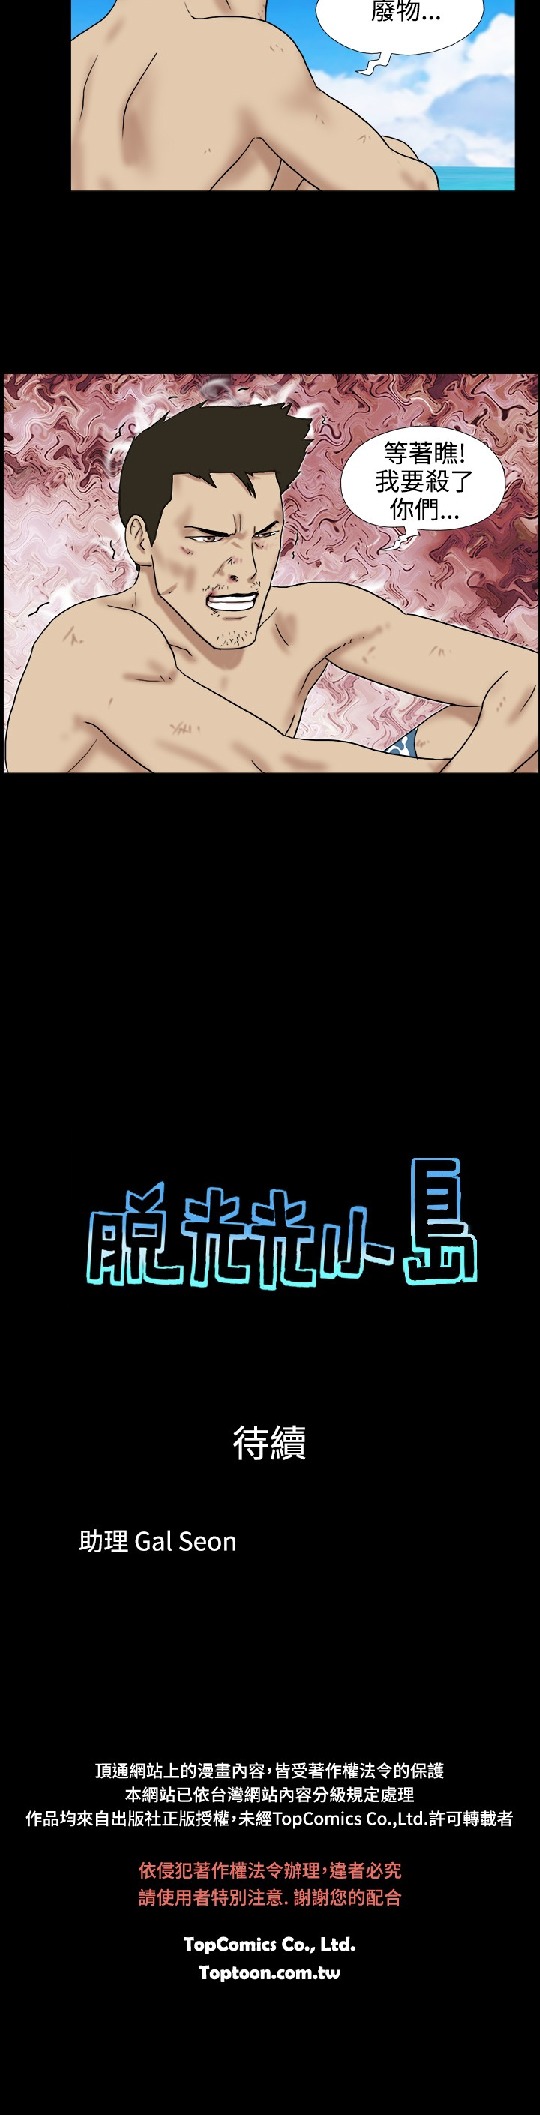 廢物...
等著瞧!
我要殺了
你們...
脫光光小島
待續
助理 Gal Seon
頂通網站上的漫畫內容,皆受著作權法令的保護
本網站已依台灣網站內容分級規定處理
作品均來自出版社正版授權,未經TopComics Co.,Ltd.許可轉載者
依侵犯著作權法令辦理,違者必究
請使用者特別注意. 謝謝您的配合
TopComics Co., Ltd.
Toptoon.com.tw